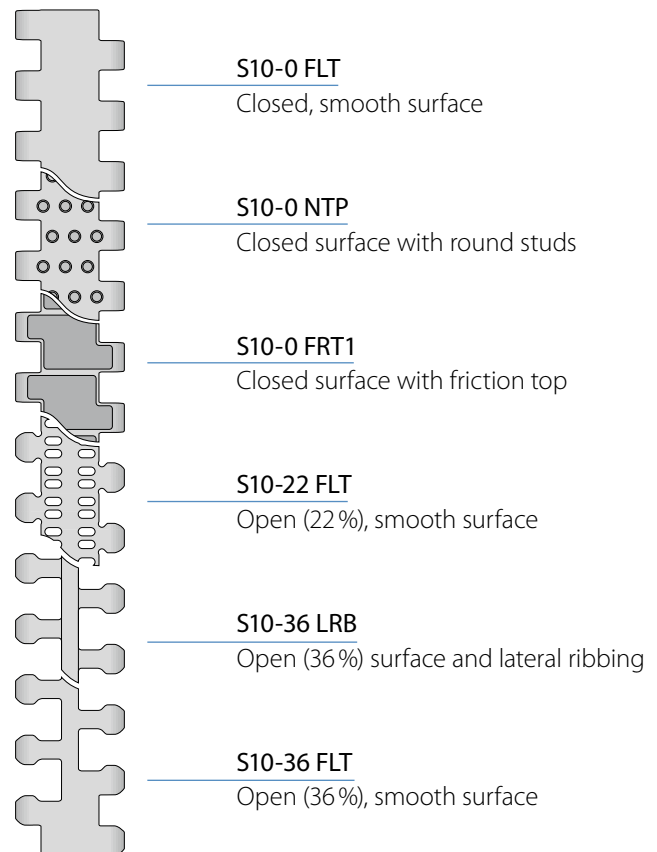 S10-0 FLT
Closed, smooth surface
S10-0 NTP
Closed surface with round studs
S10-0 FRT1
Closed surface with friction top
S10-22 FLT
Open (22 %), smooth surface
S10-36 LRB
Open (36 %) surface and lateral ribbing
S10-36 FLT
Open (36 %), smooth surface